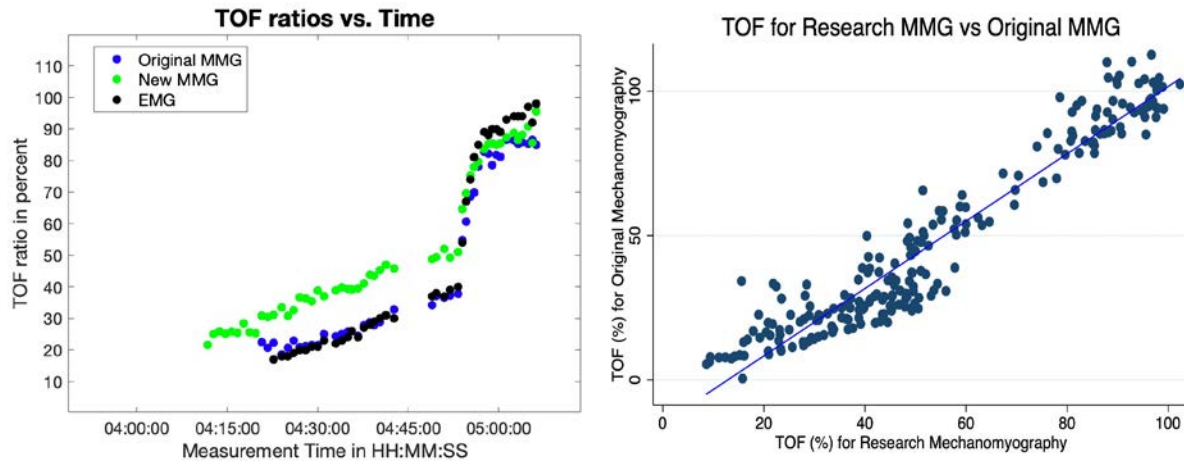 TOF ratios vs. Time
Original MMG
New MMG
EMG
110
100
90
80
70
60
50
40
30
20
10
TOF ratio in percent
04:00:00 04:15:00 04:30:00 04:45:00 05:00:00
Measurement Time in HH:MM:SS
TOF for Research MMG vs Original MMG
TOF (%) for Original Mechanomyography
100
50
0
0 20 40 60 80 100
TOF (%) for Research Mechanomyography